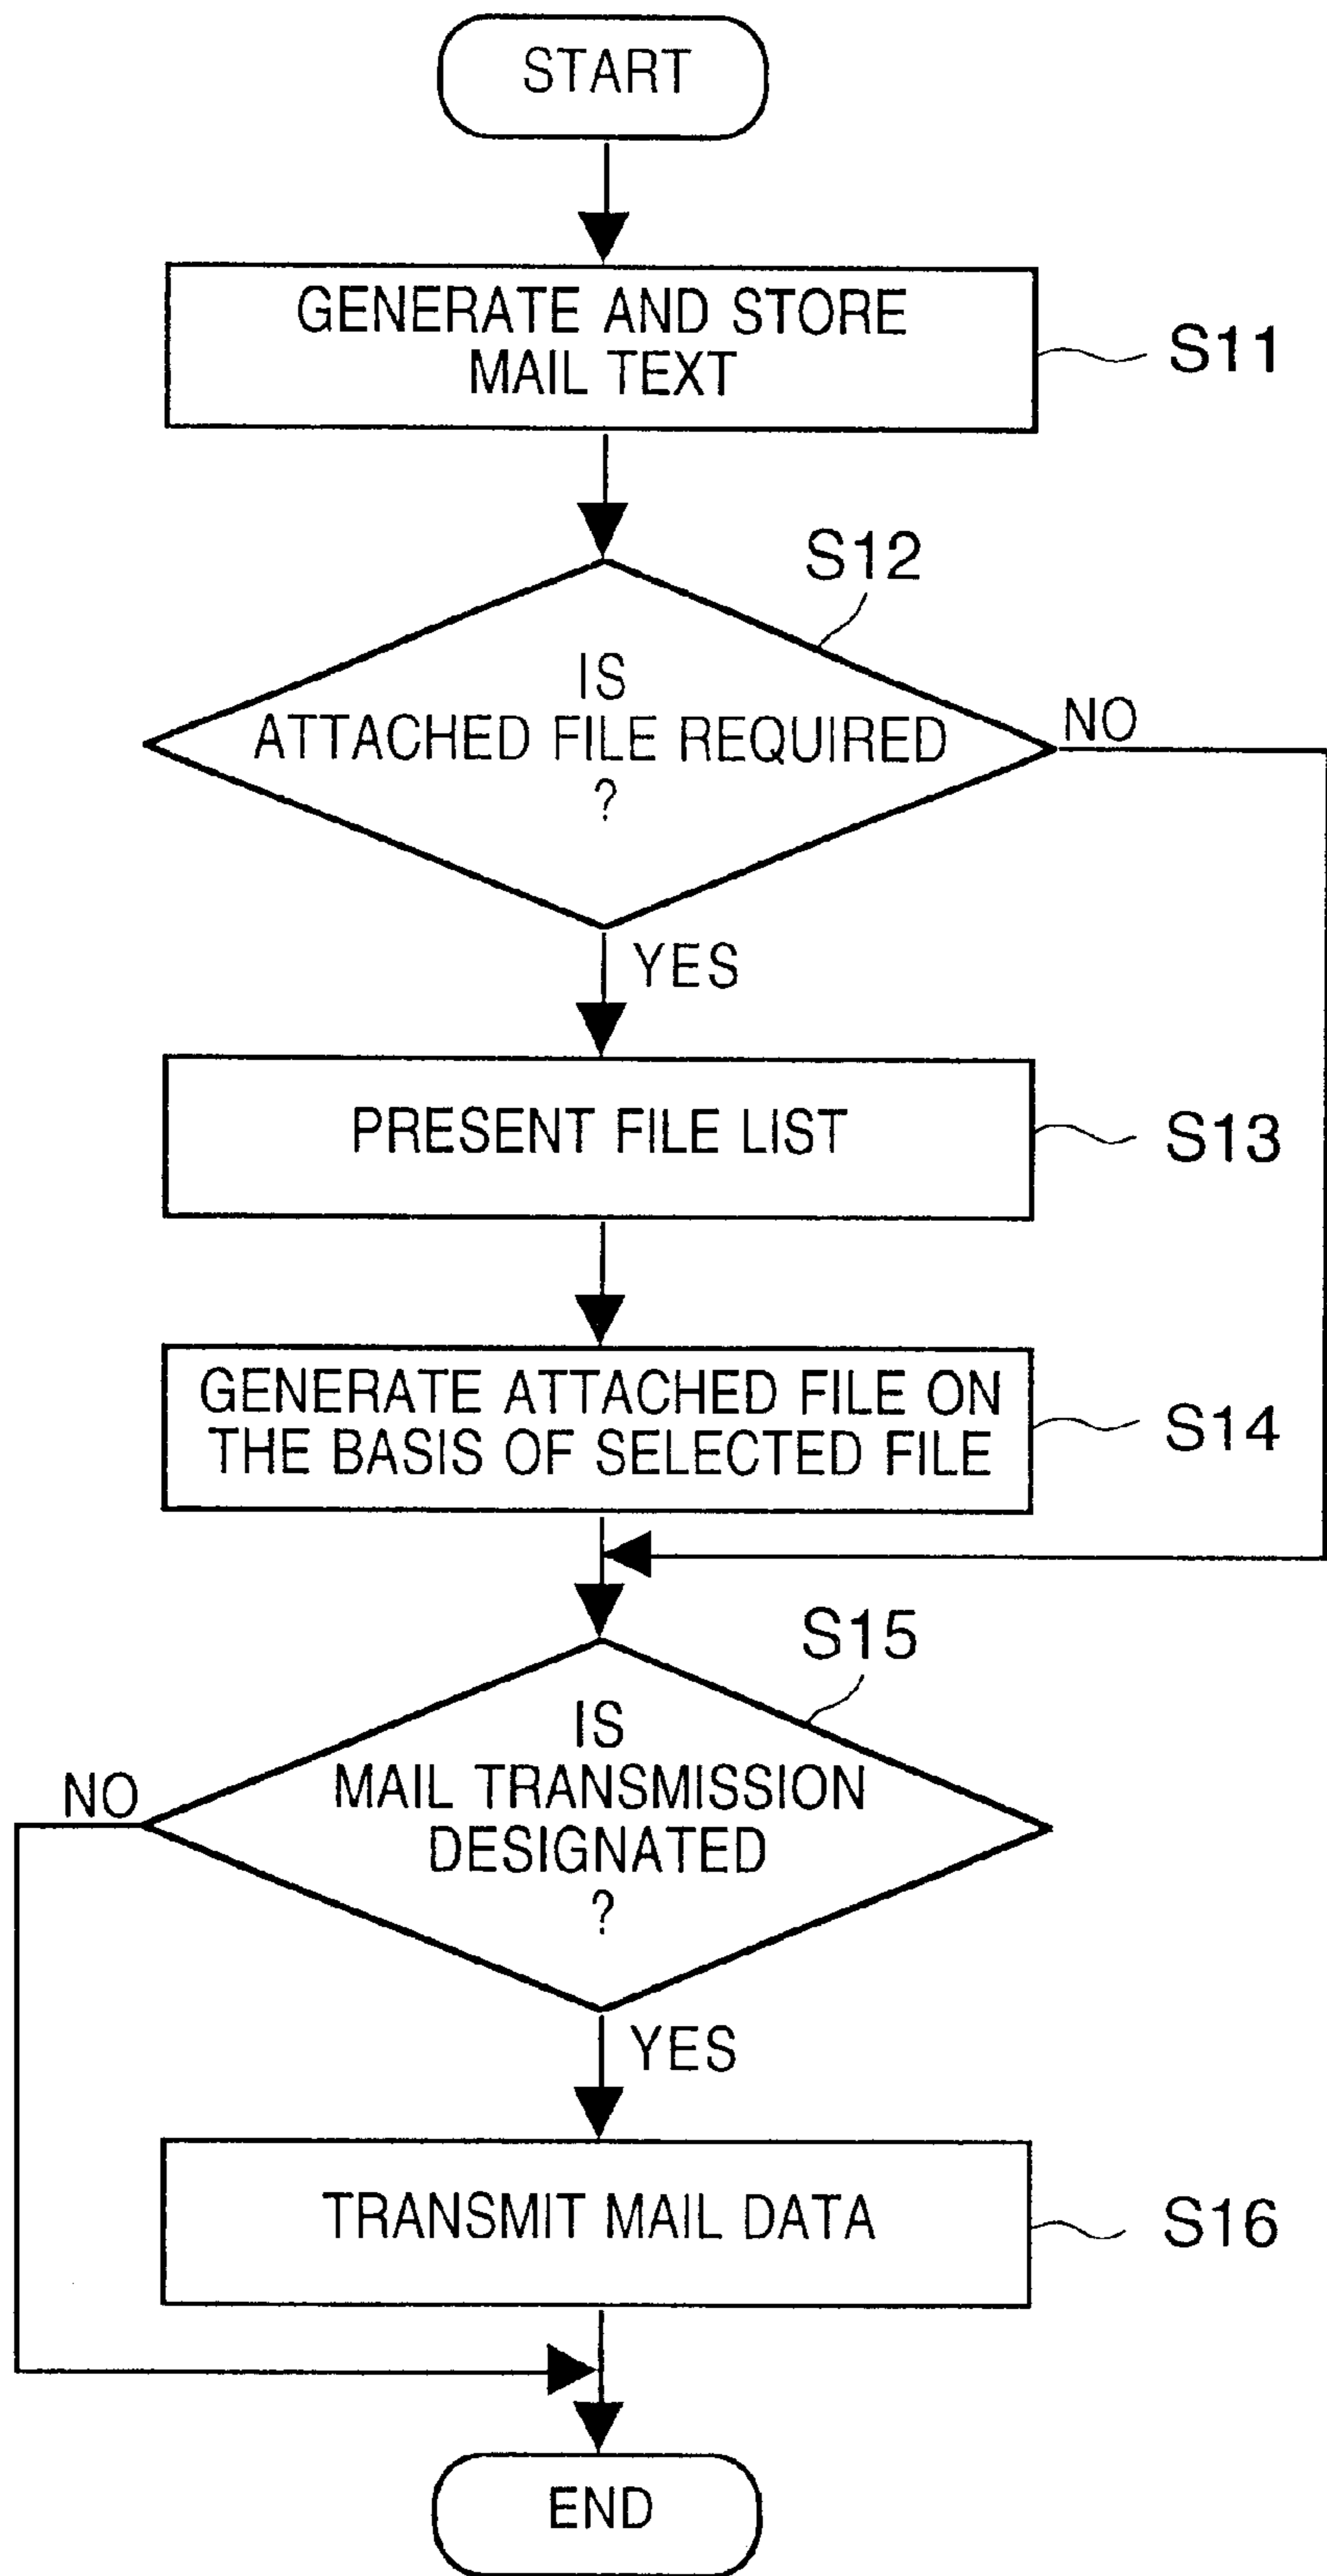 START
GENERATE AND STORE
MAIL TEXT
S11
S12
IS
ATTACHED FILE REQUIRED
?
NO
YES
PRESENT FILE LIST
S13
GENERATE ATTACHED FILE ON
THE BASIS OF SELECTED FILE
S14
S15
IS
MAIL TRANSMISSION
DESIGNATED
?
NO
YES
TRANSMIT MAIL DATA
S16
END